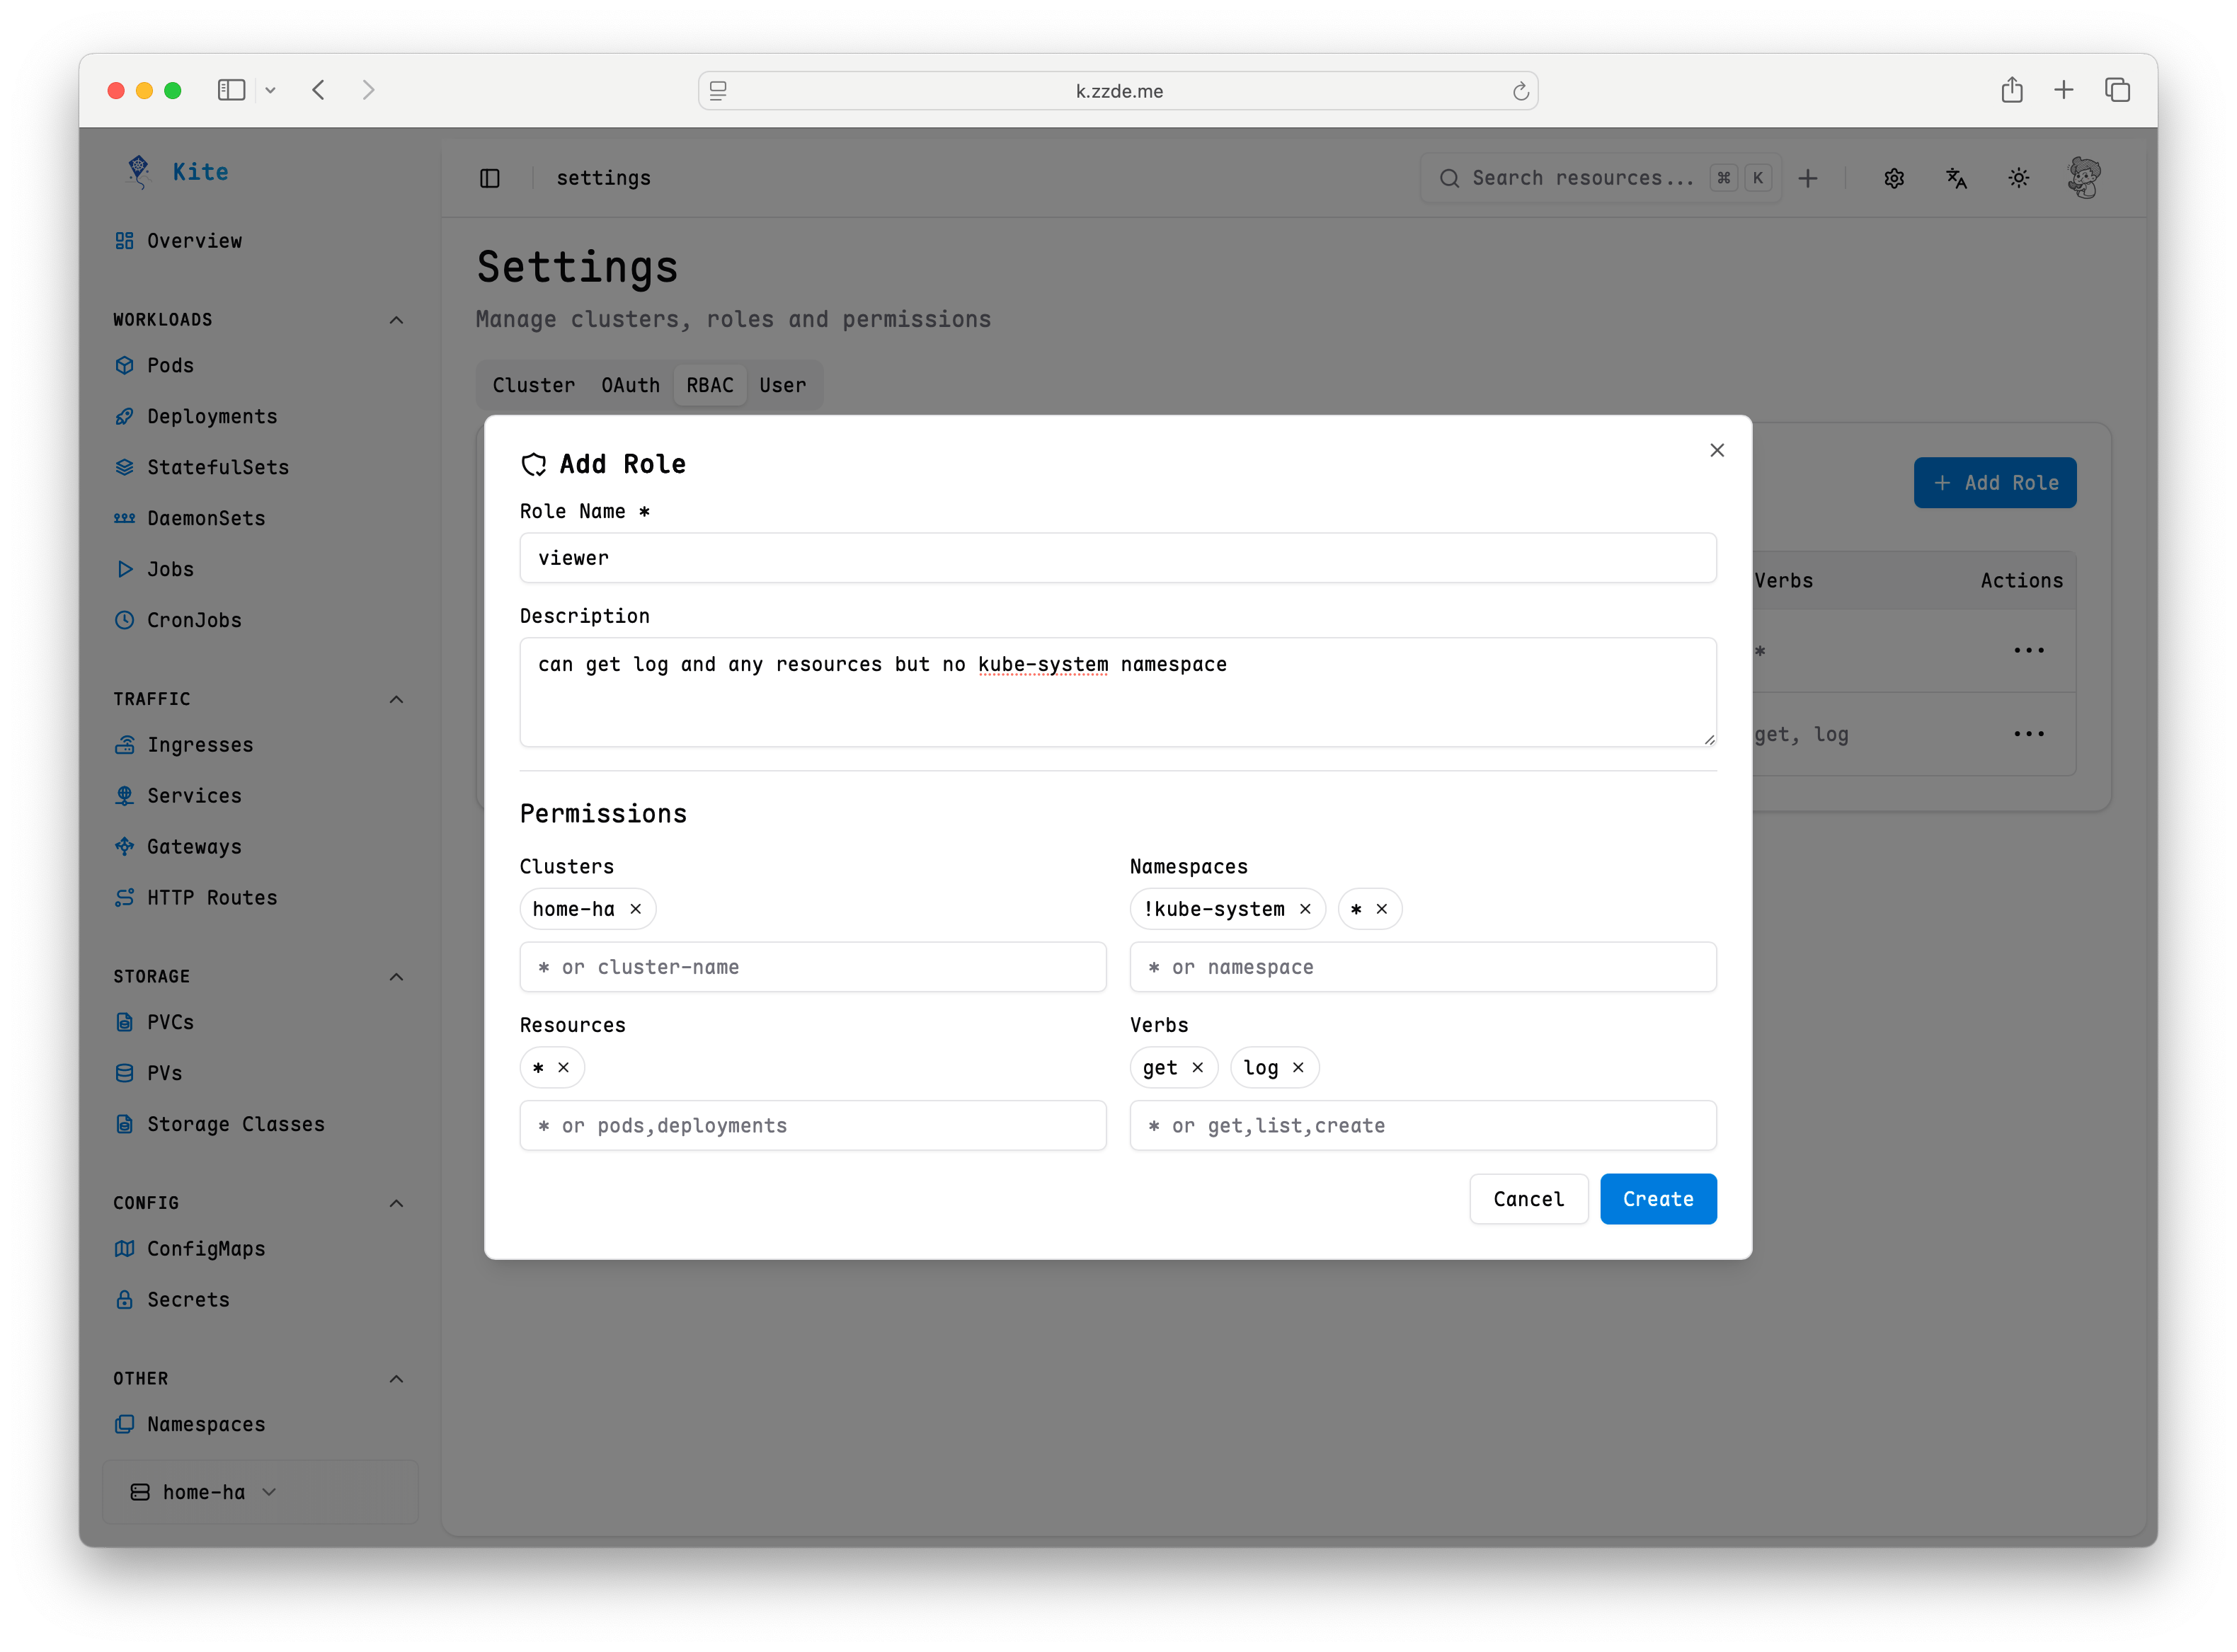 k.zzde.me
Kite
settings
Search resources... ⌘ K
Overview
Settings
Manage clusters, roles and permissions
Cluster OAuth RBAC User
WORKLOADS
Pods
Deployments
StatefulSets
DaemonSets
Jobs
CronJobs
TRAFFIC
Ingresses
Services
Gateways
HTTP Routes
STORAGE
PVCs
PVs
Storage Classes
CONFIG
ConfigMaps
Secrets
OTHER
Namespaces
home-ha
+ Add Role
Verbs Actions
*
get, log
Add Role
Role Name *
viewer
Description
can get log and any resources but no kube-system namespace
Permissions
Clusters
home-ha ×
* or cluster-name
Namespaces
!kube-system × * ×
* or namespace
Resources
* ×
* or pods,deployments
Verbs
get × log ×
* or get,list,create
Cancel Create